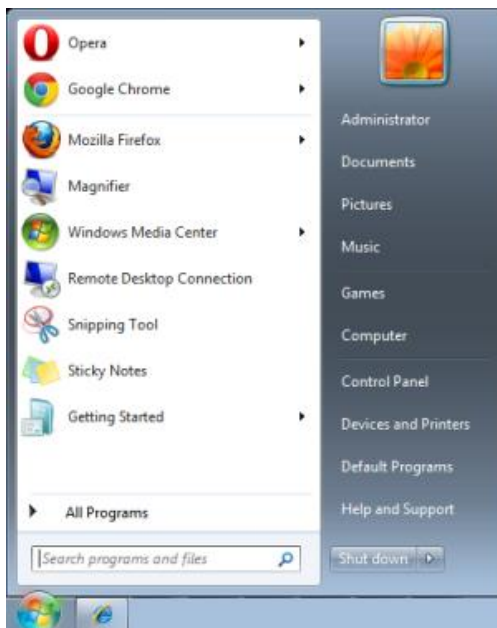 Opera
Google Chrome
Mozilla Firefox
Magnifier
Windows Media Center
Remote Desktop Connection
Snipping Tool
Sticky Notes
Getting Started
All Programs
Search programs and files
Administrator
Documents
Pictures
Music
Games
Computer
Control Panel
Devices and Printers
Default Programs
Help and Support
Shut down